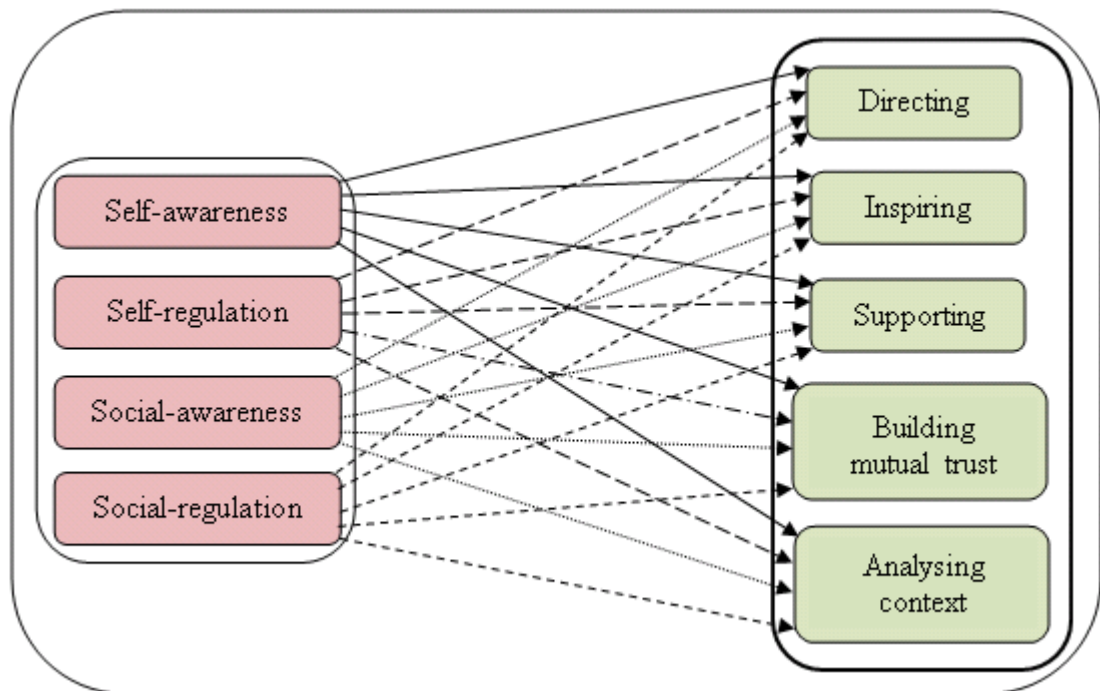 Self-awareness
Self-regulation
Social-awareness
Social-regulation
Directing
Inspiring
Supporting
Building
mutual trust
Analysing
context